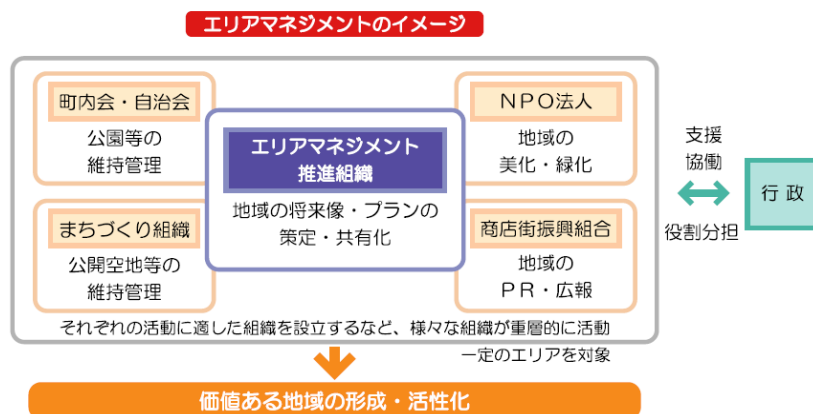 エリアマネジメントのイメージ
町内会・自治会
公園等の
維持管理
NPO法人
地域の
美化・緑化
エリアマネジメント
推進組織
地域の将来像・プランの
策定・共有化
まちづくり組織
公開空地等の
維持管理
商店街振興組合
地域の
PR・広報
それぞれの活動に適した組織を設立するなど、様々な組織が重層的に活動
一定のエリアを対象
支援
協働
役割分担
行政
価値ある地域の形成・活性化